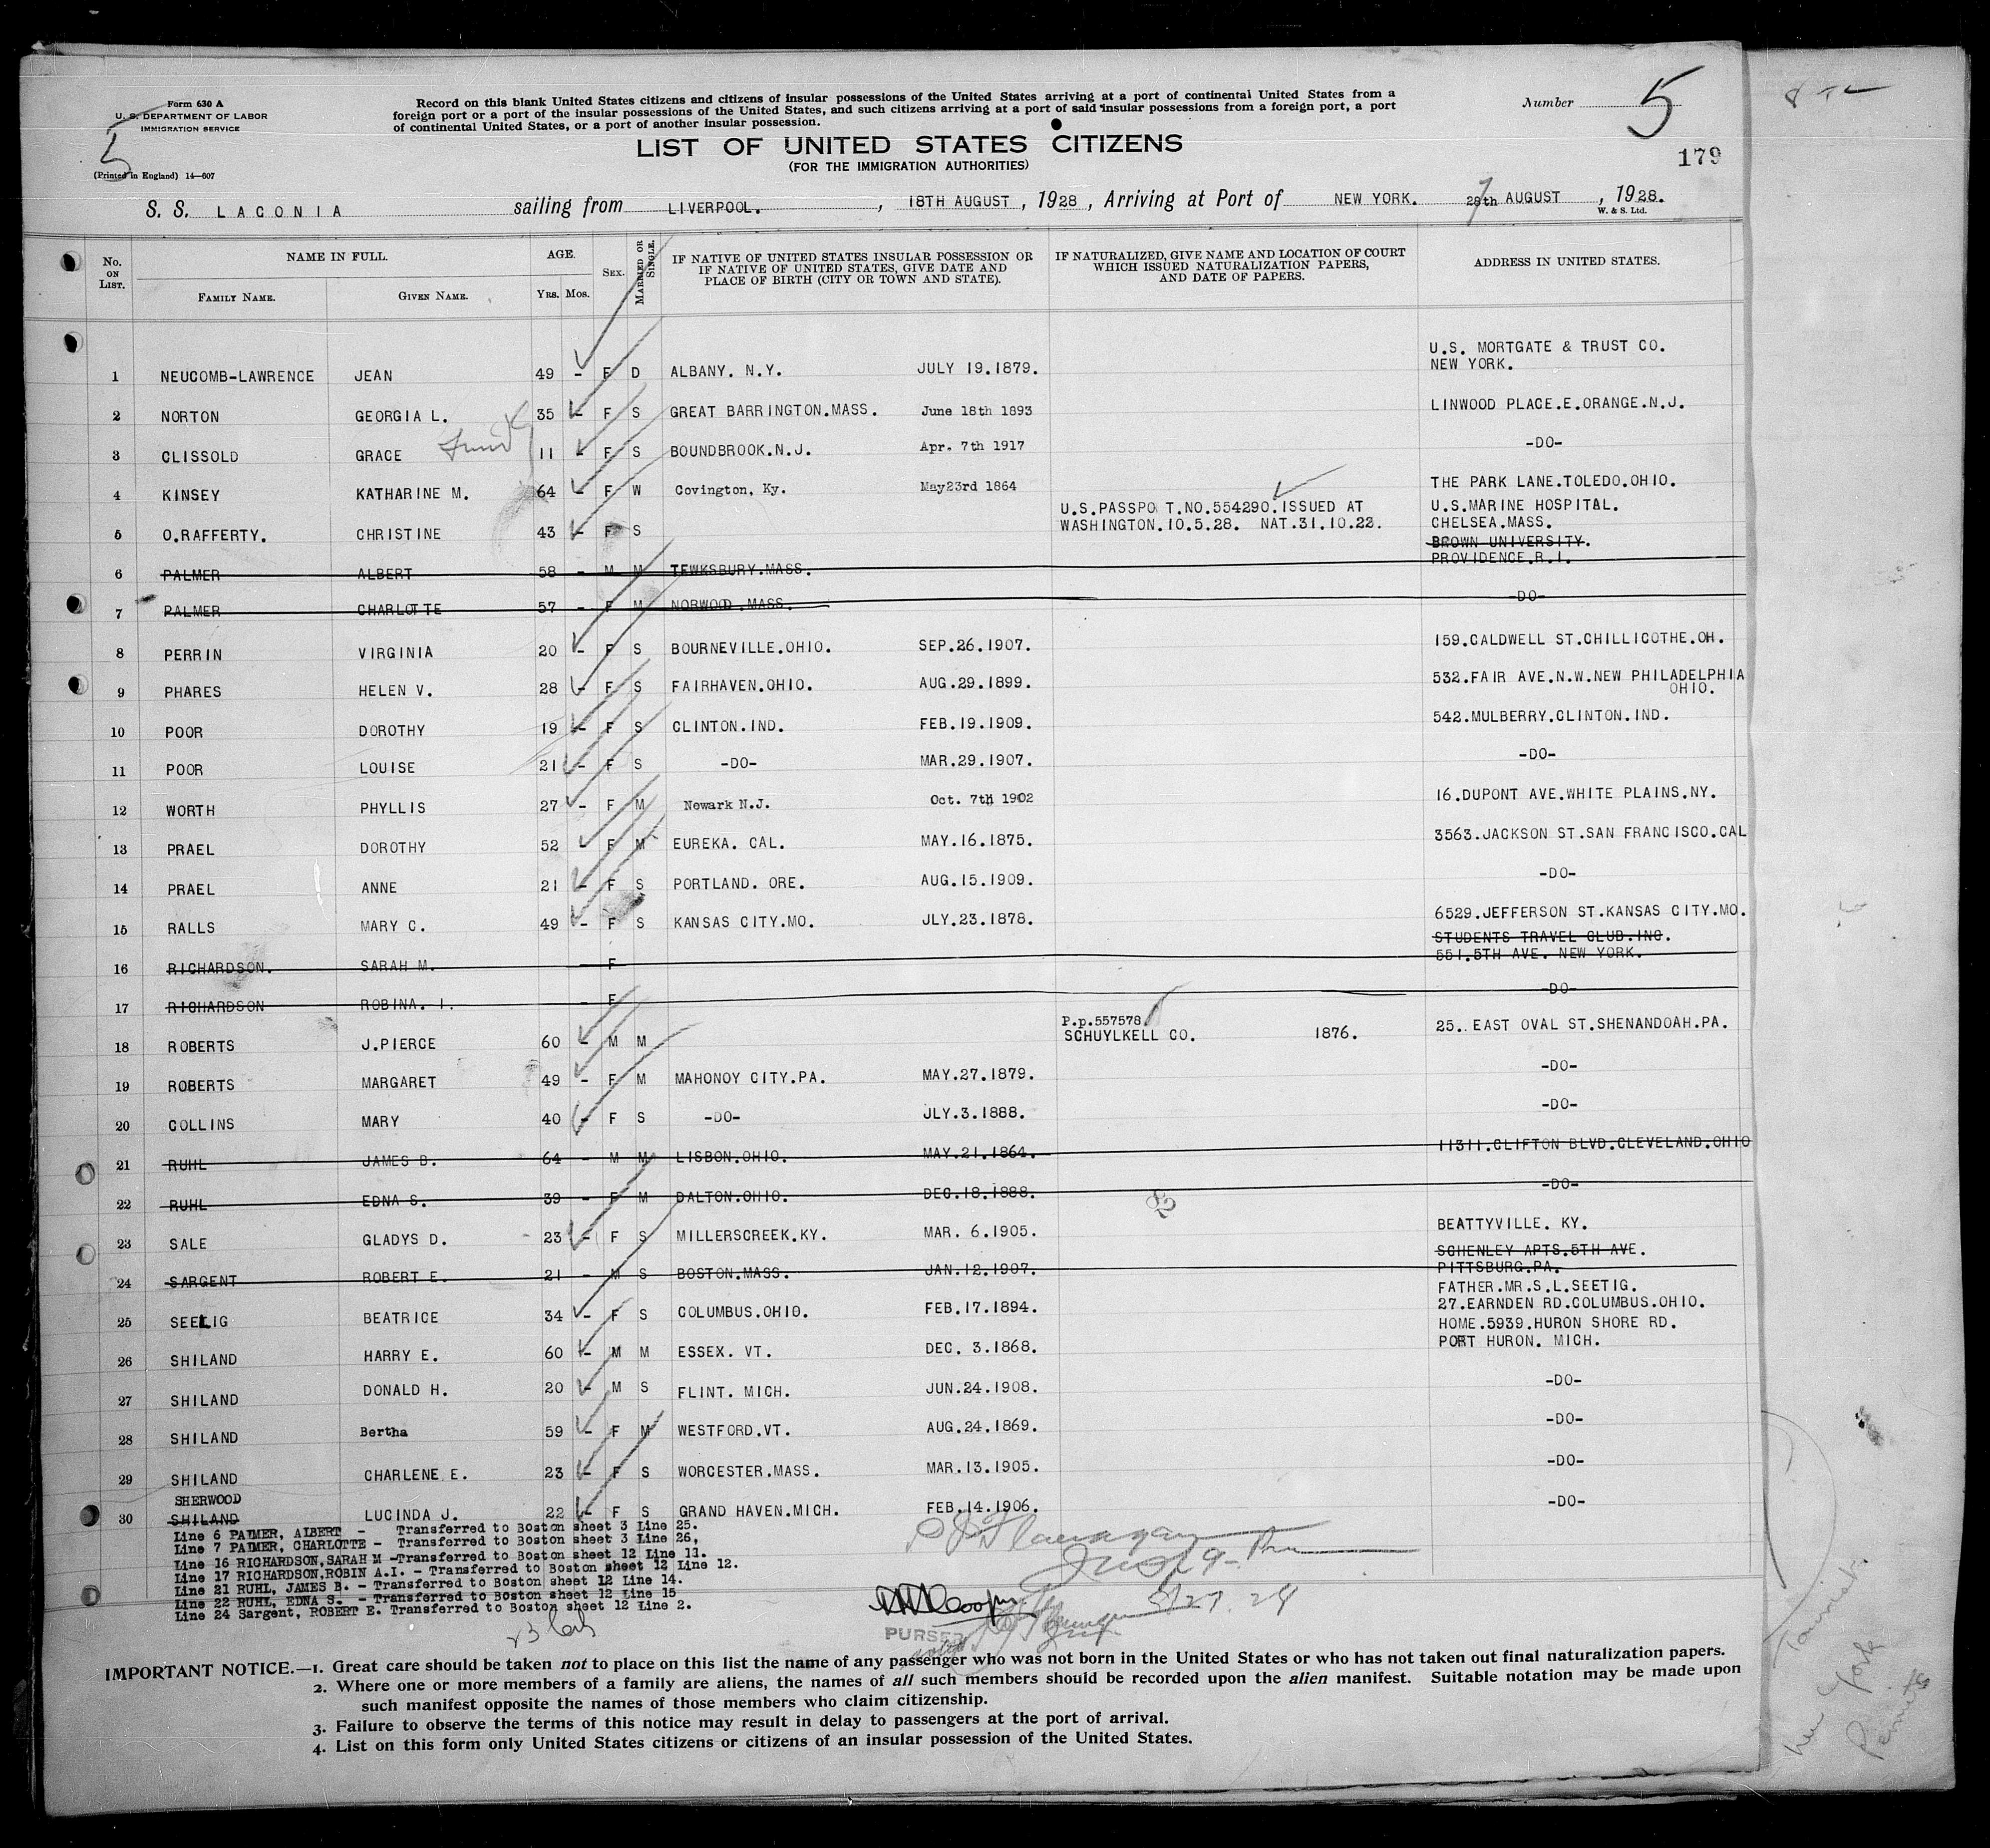 Form 630 A
U. S. DEPARTMENT OF LABOR
IMMIGRATION SERVICE
5
(Printed in England) 14—607
Record on this blank United States citizens and citizens of insular possessions of the United States arriving at a port of continental United States from a
foreign port or a port of the insular possessions of the United States, and such citizens arriving at a port of said insular possessions from a foreign port, a port
of continental United States, or a port of another insular possession.
Number 5
LIST OF UNITED STATES CITIZENS
(FOR THE IMMIGRATION AUTHORITIES)
179
S. S. LACONIA sailing from LIVERPOOL. , 18TH AUGUST , 1928 , Arriving at Port of NEW YORK. 28th 7 AUGUST , 1928.
W. & S. Ltd.
No. ON LIST. NAME IN FULL. FAMILY NAME. GIVEN NAME. AGE. YRS. MOS. SEX. MARRIED OR SINGLE. IF NATIVE OF UNITED STATES INSULAR POSSESSION OR IF NATIVE OF UNITED STATES, GIVE DATE AND PLACE OF BIRTH (CITY OR TOWN AND STATE). IF NATURALIZED, GIVE NAME AND LOCATION OF COURT WHICH ISSUED NATURALIZATION PAPERS, AND DATE OF PAPERS. ADDRESS IN UNITED STATES.
1 NEUCOMB-LAWRENCE JEAN 49 - F D ALBANY. N.Y. JULY 19.1879. U.S. MORTGATE & TRUST CO. NEW YORK.
2 NORTON GEORGIA L. 35 - F S GREAT BARRINGTON.MASS. June 18th 1893 LINWOOD PLACE.E.ORANGE.N.J.
3 CLISSOLD GRACE 11 - F S BOUNDBROOK.N.J. Apr. 7th 1917 -DO-
4 KINSEY KATHARINE M. 64 - F W Covington, Ky. May23rd 1864 THE PARK LANE.TOLEDO.OHIO.
5 O.RAFFERTY. CHRISTINE 43 - F S U.S.PASSPO T.NO.554290.ISSUED AT WASHINGTON.10.5.28. NAT.31.10.22. U.S.MARINE HOSPITAL. CHELSEA.MASS.
6 PALMER ALBERT 58 - M M TEWKSBURY.MASS. BROWN UNIVERSITY. PROVIDENCE.R.I.
7 PALMER CHARLOTTE 57 - F M NORWOOD.MASS. -DO-
8 PERRIN VIRGINIA 20 - F S BOURNEVILLE.OHIO. SEP.26.1907. 159.CALDWELL ST.CHILLICOTHE.OH.
9 PHARES HELEN V. 28 - F S FAIRHAVEN.OHIO. AUG.29.1899. 532.FAIR AVE.N.W.NEW PHILADELPHIA OHIO.
10 POOR DOROTHY 19 - F S CLINTON.IND. FEB.19.1909. 542.MULBERRY.CLINTON.IND.
11 POOR LOUISE 21 - F S -DO- MAR.29.1907. -DO-
12 WORTH PHYLLIS 27 - F M Newark N.J. Oct. 7th 1902 16.DUPONT AVE.WHITE PLAINS.NY.
13 PRAEL DOROTHY 52 - F M EUREKA. CAL. MAY.16.1875. 3563.JACKSON ST.SAN FRANCISCO.CAL
14 PRAEL ANNE 21 - F S PORTLAND. ORE. AUG.15.1909. -DO-
15 RALLS MARY C. 49 - F S KANSAS CITY.MO. JLY.23.1878. 6529.JEFFERSON ST.KANSAS CITY.MO.
16 RICHARDSON. SARAH M. - F STUDENTS TRAVEL CLUB.INC. 551.5TH AVE. NEW YORK.
17 RICHARDSON ROBINA. I. - F -DO-
18 ROBERTS J.PIERCE 60 - M M P.p.557578. SCHUYLKELL CO. 1876. 25. EAST OVAL ST.SHENANDOAH.PA.
19 ROBERTS MARGARET 49 - F M MAHONOY CITY.PA. MAY.27.1879. -DO-
20 COLLINS MARY 40 - F S -DO- JLY.3.1888. -DO-
21 RUHL JAMES B. 64 - M M LISBON.OHIO. MAY.21.1864. 11311.CLIFTON BLVD.CLEVELAND.OHIO
22 RUHL EDNA S. 39 - F M DALTON.OHIO. DEC.18.1888. -DO-
23 SALE GLADYS D. 23 - F S MILLERSCREEK.KY. MAR. 6.1905. BEATTYVILLE. KY.
24 SARGENT ROBERT E. 21 - M S BOSTON.MASS. JAN.12.1907. SCHENLEY APTS.5TH AVE. PITTSBURG.PA.
25 SEELIG BEATRICE 34 - F S COLUMBUS.OHIO. FEB.17.1894. FATHER.MR.S.L.SEETIG. 27.EARNDEN RD.COLUMBUS.OHIO.
26 SHILAND HARRY E. 60 - M M ESSEX. VT. DEC. 3.1868. HOME.5939.HURON SHORE RD. PORT HURON. MICH.
27 SHILAND DONALD H. 20 - M S FLINT. MICH. JUN.24.1908. -DO-
28 SHILAND Bertha 59 - F M WESTFORD.VT. AUG.24.1869. -DO-
29 SHILAND CHARLENE E. 23 - F S WORCESTER.MASS. MAR.13.1905. -DO-
30 SHERWOOD SHILAND LUCINDA J. 22 - F S GRAND HAVEN.MICH. FEB.14.1906. -DO-
Line 6 PALMER, ALBERT - Transferred to Boston sheet 3 Line 25.
Line 7 PALMER, CHARLOTTE - Transferred to Boston sheet 3 Line 26,
Line 16 RICHARDSON,SARAH M -Transferred to Boston sheet 12 Line 11.
Line 17 RICHARDSON,ROBIN A.I. - Transferred to Boston sheet 12 Line 12.
Line 21 RUHL, JAMES B. - Transferred to Boston sheet 12 Line 14.
Line 22 RUHL, EDNA S. - Transferred to Boston sheet 12 Line 15
Line 24 Sargent, ROBERT E. Transferred to Boston sheet 12 Line 2.
PURSER
IMPORTANT NOTICE.—1. Great care should be taken not to place on this list the name of any passenger who was not born in the United States or who has not taken out final naturalization papers.
2. Where one or more members of a family are aliens, the names of all such members should be recorded upon the alien manifest. Suitable notation may be made upon
such manifest opposite the names of those members who claim citizenship.
3. Failure to observe the terms of this notice may result in delay to passengers at the port of arrival.
4. List on this form only United States citizens or citizens of an insular possession of the United States.
New York